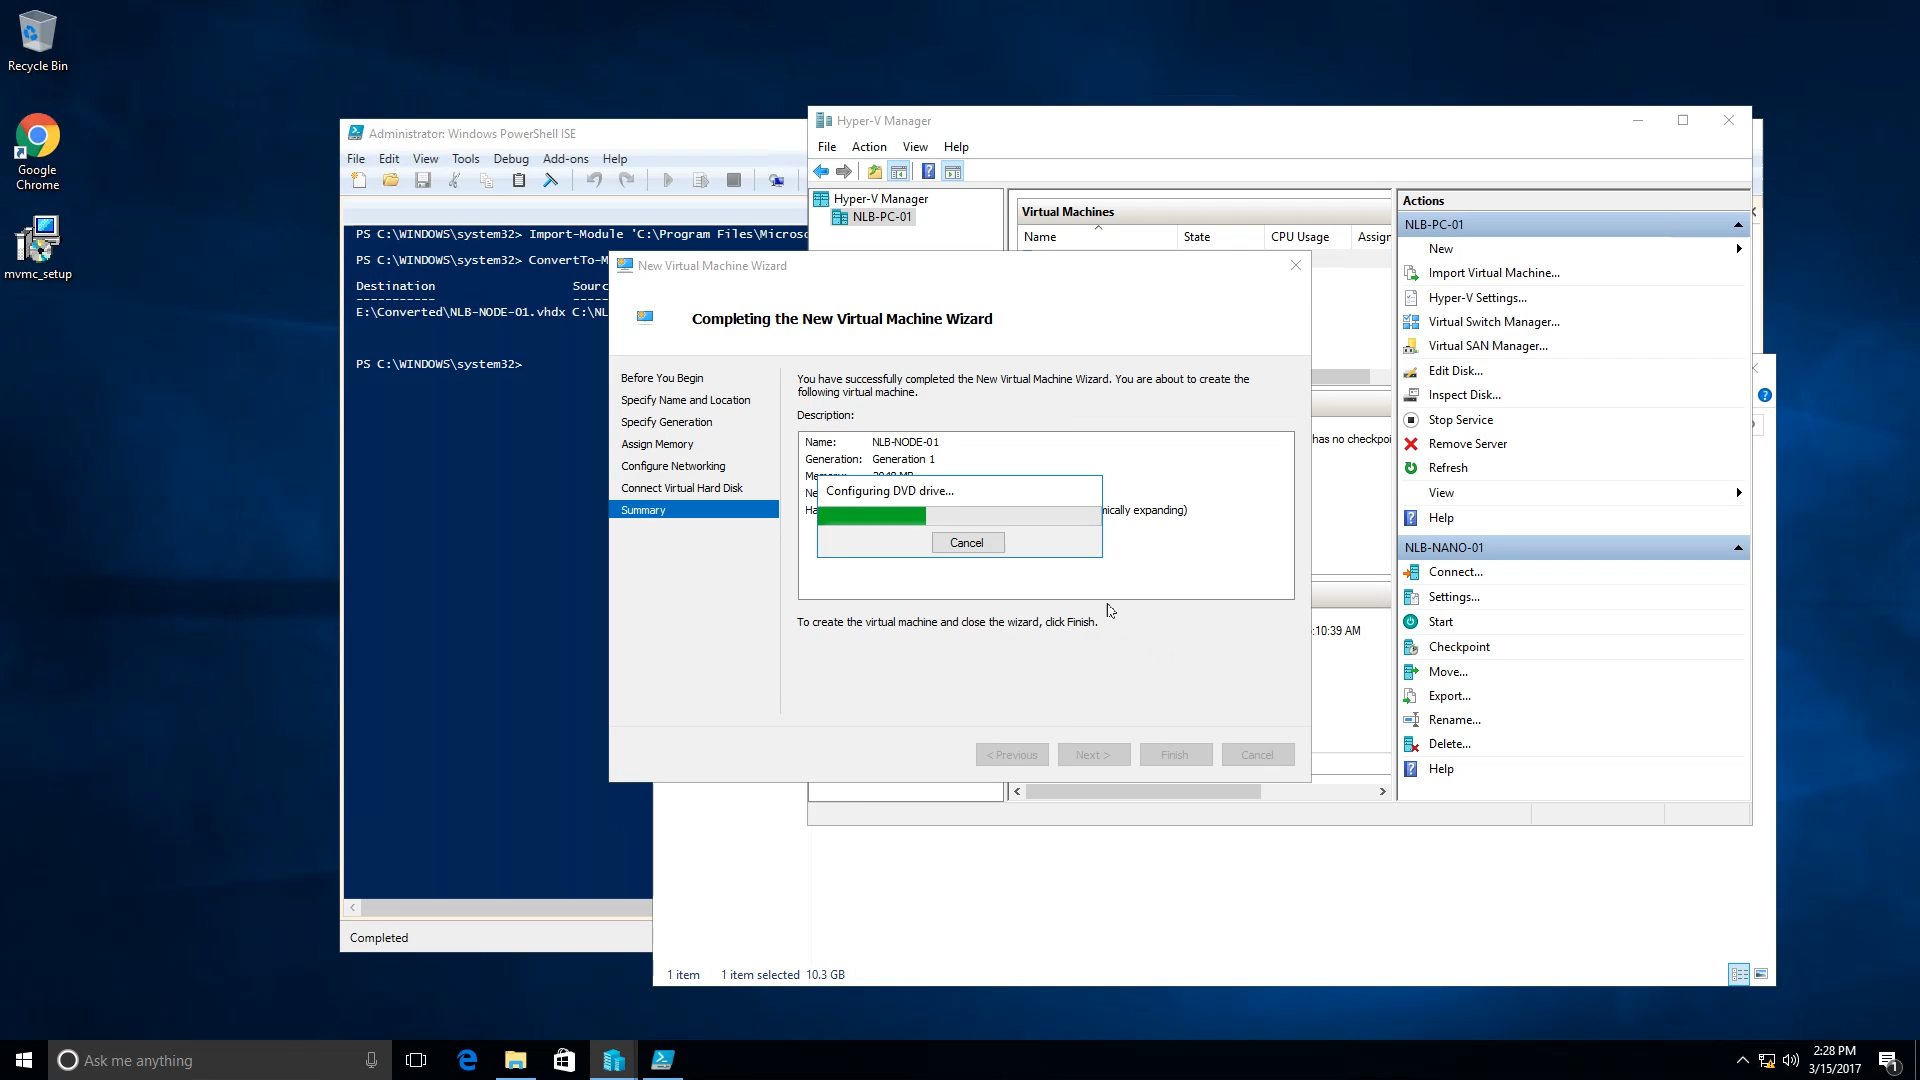 Recycle Bin
Google
Chrome
mvmc_setup
Administrator: Windows PowerShell ISE
File Edit View Tools Debug Add-ons Help
PS C:\WINDOWS\system32> Import-Module 'C:\Program Files\Microso
PS C:\WINDOWS\system32> ConvertTo-M
Destination Sourc
----------- -----
E:\Converted\NLB-NODE-01.vhdx C:\NL
PS C:\WINDOWS\system32>
Completed
Hyper-V Manager
File Action View Help
Hyper-V Manager
NLB-PC-01
Virtual Machines
Name State CPU Usage Assign
has no checkpoi
:10:39 AM
Actions
NLB-PC-01
New
Import Virtual Machine...
Hyper-V Settings...
Virtual Switch Manager...
Virtual SAN Manager...
Edit Disk...
Inspect Disk...
Stop Service
Remove Server
Refresh
View
Help
NLB-NANO-01
Connect...
Settings...
Start
Checkpoint
Move...
Export...
Rename...
Delete...
Help
New Virtual Machine Wizard
Completing the New Virtual Machine Wizard
Before You Begin
Specify Name and Location
Specify Generation
Assign Memory
Configure Networking
Connect Virtual Hard Disk
Summary
You have successfully completed the New Virtual Machine Wizard. You are about to create the
following virtual machine.
Description:
Name: NLB-NODE-01
Generation: Generation 1
Ne
Ha
mically expanding)
Configuring DVD drive...
Cancel
To create the virtual machine and close the wizard, click Finish.
< Previous Next > Finish Cancel
1 item 1 item selected 10.3 GB
Ask me anything
2:28 PM
3/15/2017
1